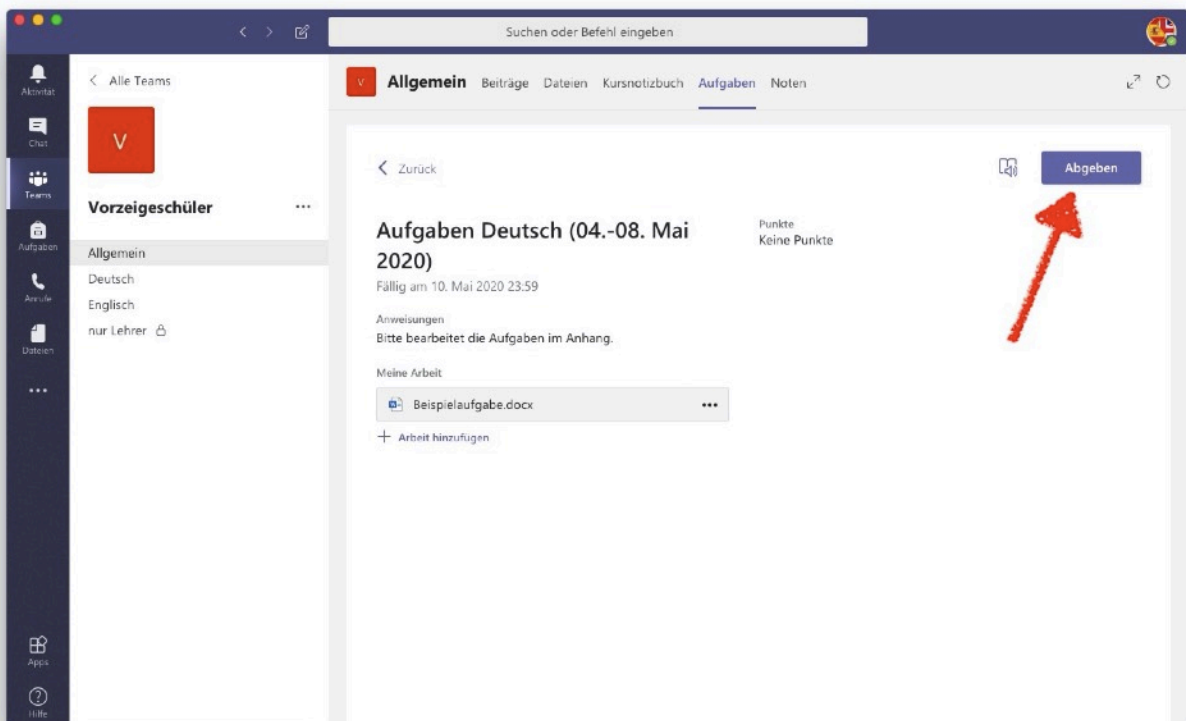 Suchen oder Befehl eingeben
Aktivität
Chat
Teams
Aufgaben
Anrufe
Dateien
Apps
Hilfe
Alle Teams
V
Vorzeigeschüler
Allgemein
Deutsch
Englisch
nur Lehrer
V Allgemein Beiträge Dateien Kursnotizbuch Aufgaben Noten
Zurück
Abgeben
Aufgaben Deutsch (04.-08. Mai
2020)
Fällig am 10. Mai 2020 23:59
Punkte
Keine Punkte
Anweisungen
Bitte bearbeitet die Aufgaben im Anhang.
Meine Arbeit
Beispielaufgabe.docx
Arbeit hinzufügen